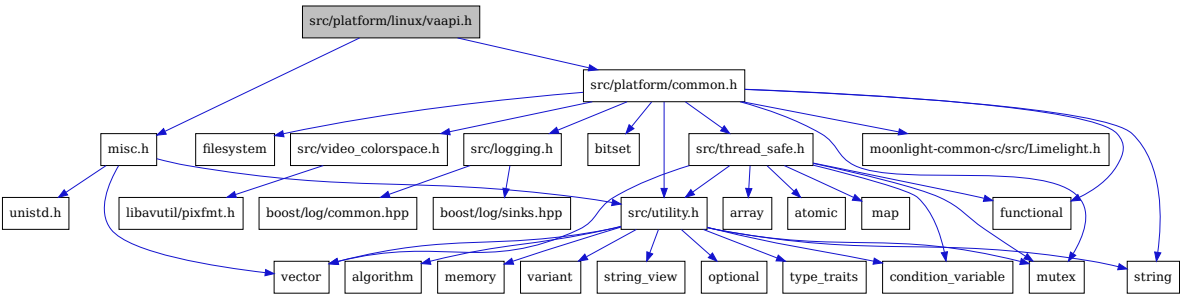 src/platform/linux/vaapi.h
src/platform/common.h
misc.h
filesystem
src/video_colorspace.h
src/logging.h
bitset
src/thread_safe.h
moonlight-common-c/src/Limelight.h
unistd.h
libavutil/pixfmt.h
boost/log/common.hpp
boost/log/sinks.hpp
src/utility.h
array
atomic
map
functional
vector
algorithm
memory
variant
string_view
optional
type_traits
condition_variable
mutex
string